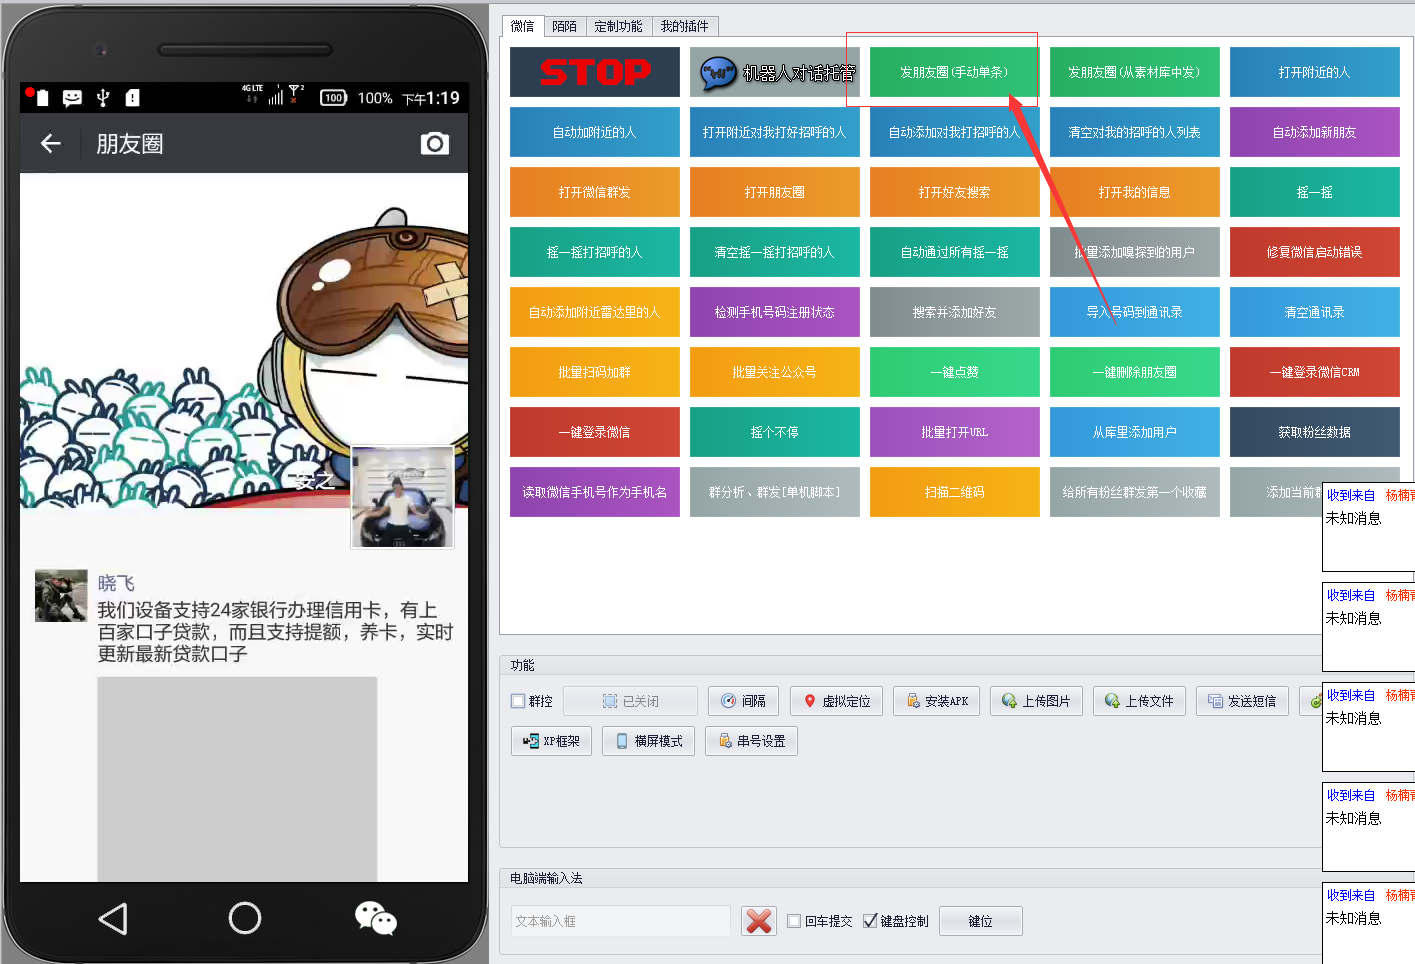 4G LTE
1
2
100
100%
下午1:19
朋友圈
安之
晓飞
我们设备支持24家银行办理信用卡，有上
百家口子贷款，而且支持提额，养卡，实时
更新最新贷款口子
微信
陌陌
定制功能
我的插件
STOP
机器人对话托管
发朋友圈(手动单条)
发朋友圈(从素材库中发)
打开附近的人
自动加附近的人
打开附近对我打好招呼的人
自动添加对我打招呼的人
清空对我的招呼的人列表
自动添加新朋友
打开微信群发
打开朋友圈
打开好友搜索
打开我的信息
摇一摇
摇一摇打招呼的人
清空摇一摇打招呼的人
自动通过所有摇一摇
批量添加嗅探到的用户
修复微信启动错误
自动添加附近雷达里的人
检测手机号码注册状态
搜索并添加好友
导入号码到通讯录
清空通讯录
批量扫码加群
批量关注公众号
一键点赞
一键删除朋友圈
一键登录微信CRM
一键登录微信
摇个不停
批量打开URL
从库里添加用户
获取粉丝数据
读取微信手机号作为手机名
群分析、群发[单机脚本]
扫描二维码
给所有粉丝群发第一个收藏
添加当前
收到来自 杨楠
未知消息
收到来自 杨楠
未知消息
收到来自 杨楠
未知消息
收到来自 杨楠
未知消息
收到来自 杨楠
未知消息
功能
群控
已关闭
间隔
虚拟定位
安装APK
上传图片
上传文件
发送短信
XP框架
横屏模式
串号设置
电脑端输入法
文本输入框
回车提交
键盘控制
键位